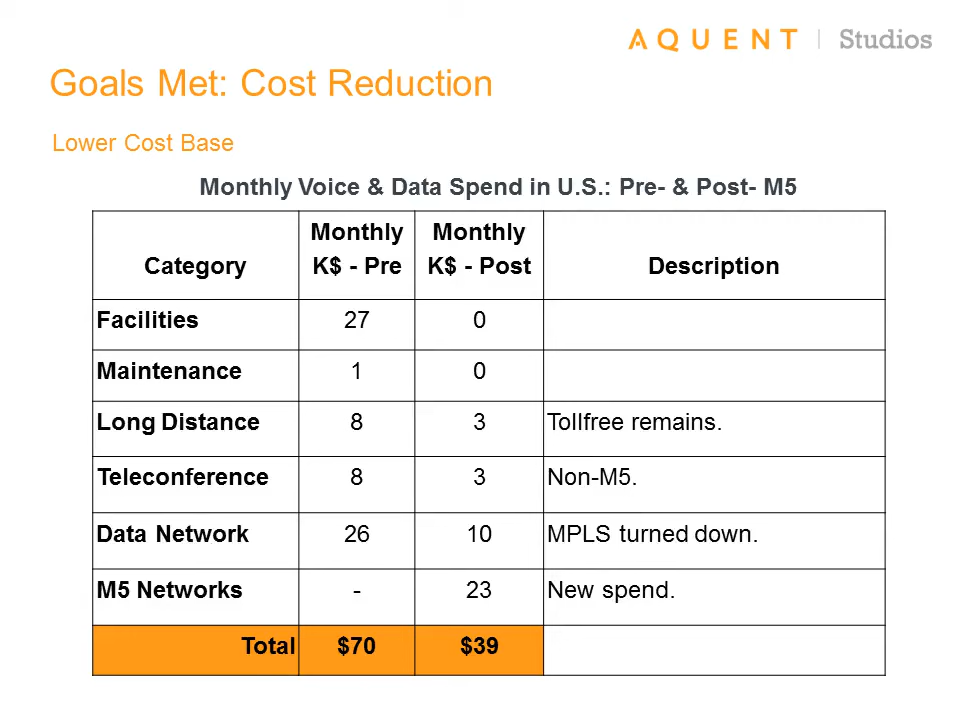 AQUENT | Studios
Goals Met: Cost Reduction
Lower Cost Base
Monthly Voice & Data Spend in U.S.: Pre- & Post- M5
Category Monthly K$ - Pre Monthly K$ - Post Description
Facilities 27 0
Maintenance 1 0
Long Distance 8 3 Tollfree remains.
Teleconference 8 3 Non-M5.
Data Network 26 10 MPLS turned down.
M5 Networks - 23 New spend.
Total $70 $39